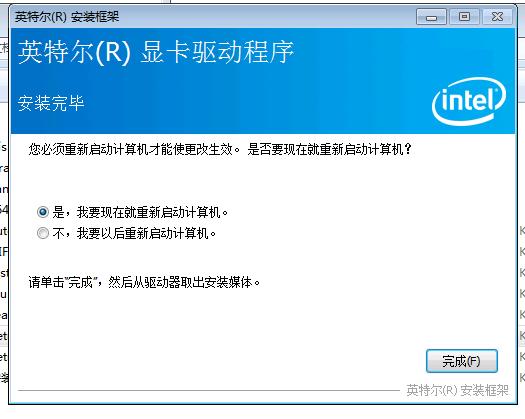 英特尔(R) 安装框架
英特尔(R) 显卡驱动程序
安装完毕
intel
您必须重新启动计算机才能使更改生效。 是否要现在就重新启动计算机?
是，我要现在就重新启动计算机。
不，我要以后重新启动计算机。
请单击“完成”，然后从驱动器取出安装媒体。
完成(F)
英特尔(R) 安装框架